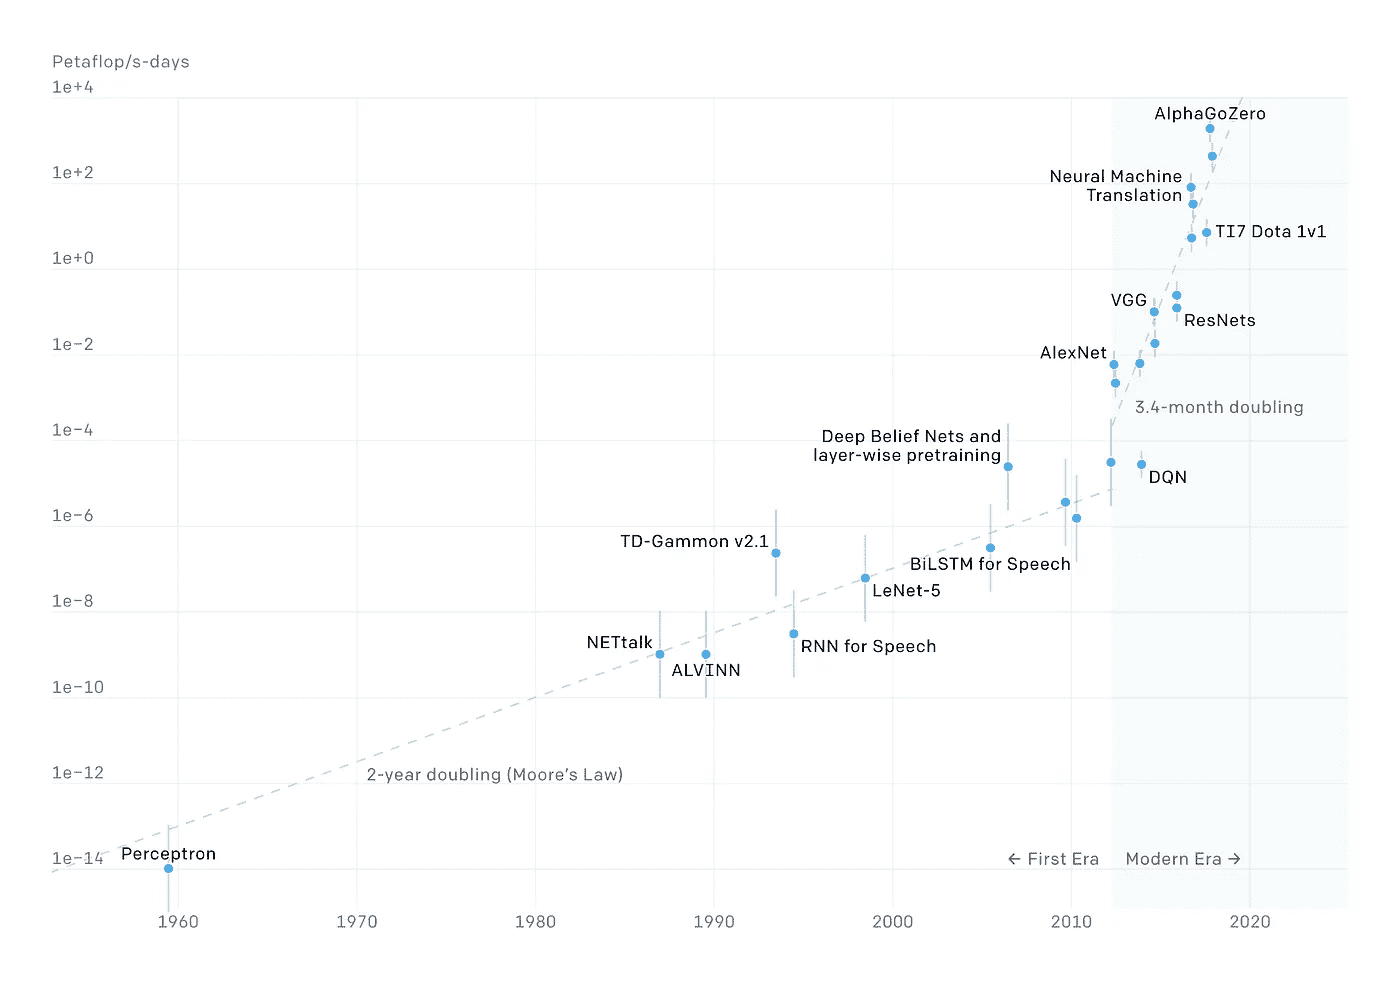 Petaflop/s-days
1e+4
AlphaGoZero
1e+2
Neural Machine
Translation
TI7 Dota 1v1
1e+0
VGG
ResNets
1e-2
AlexNet
3.4-month doubling
1e-4
Deep Belief Nets and
layer-wise pretraining
DQN
1e-6
TD-Gammon v2.1
BiLSTM for Speech
LeNet-5
1e-8
NETtalk
RNN for Speech
ALVINN
1e-10
1e-12
2-year doubling (Moore's Law)
1e-14
Perceptron
← First Era
Modern Era →
1960 1970 1980 1990 2000 2010 2020